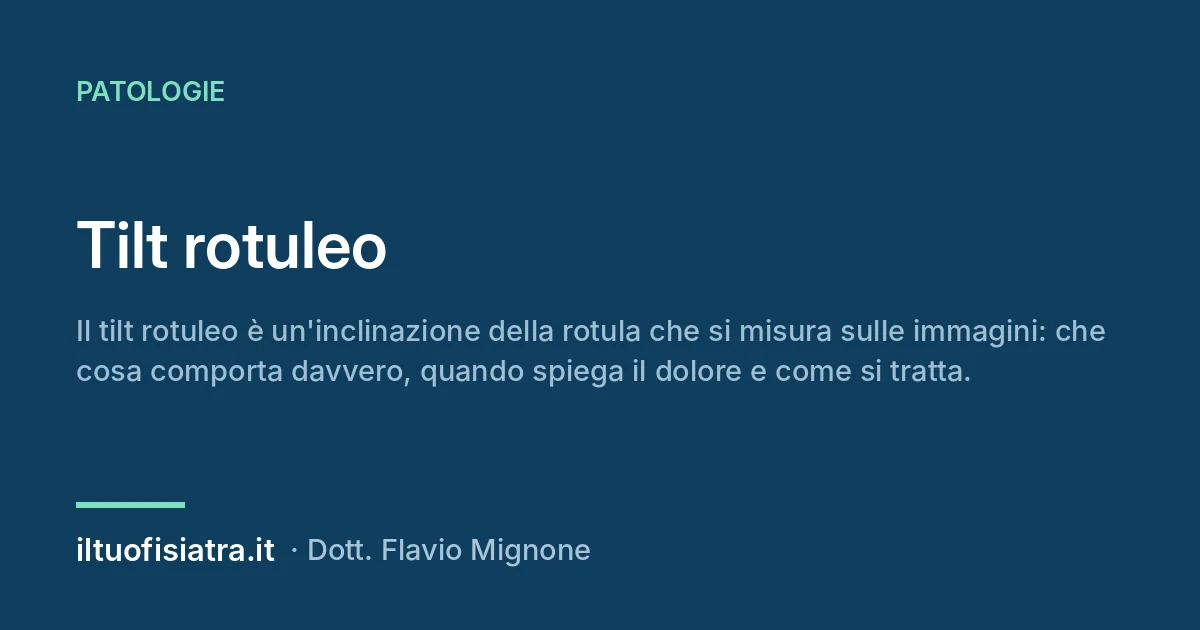 PATOLOGIE
Tilt rotuleo
Il tilt rotuleo è un'inclinazione della rotula che si misura sulle immagini: che
cosa comporta davvero, quando spiega il dolore e come si tratta.
iltuofisiatra.it · Dott. Flavio Mignone